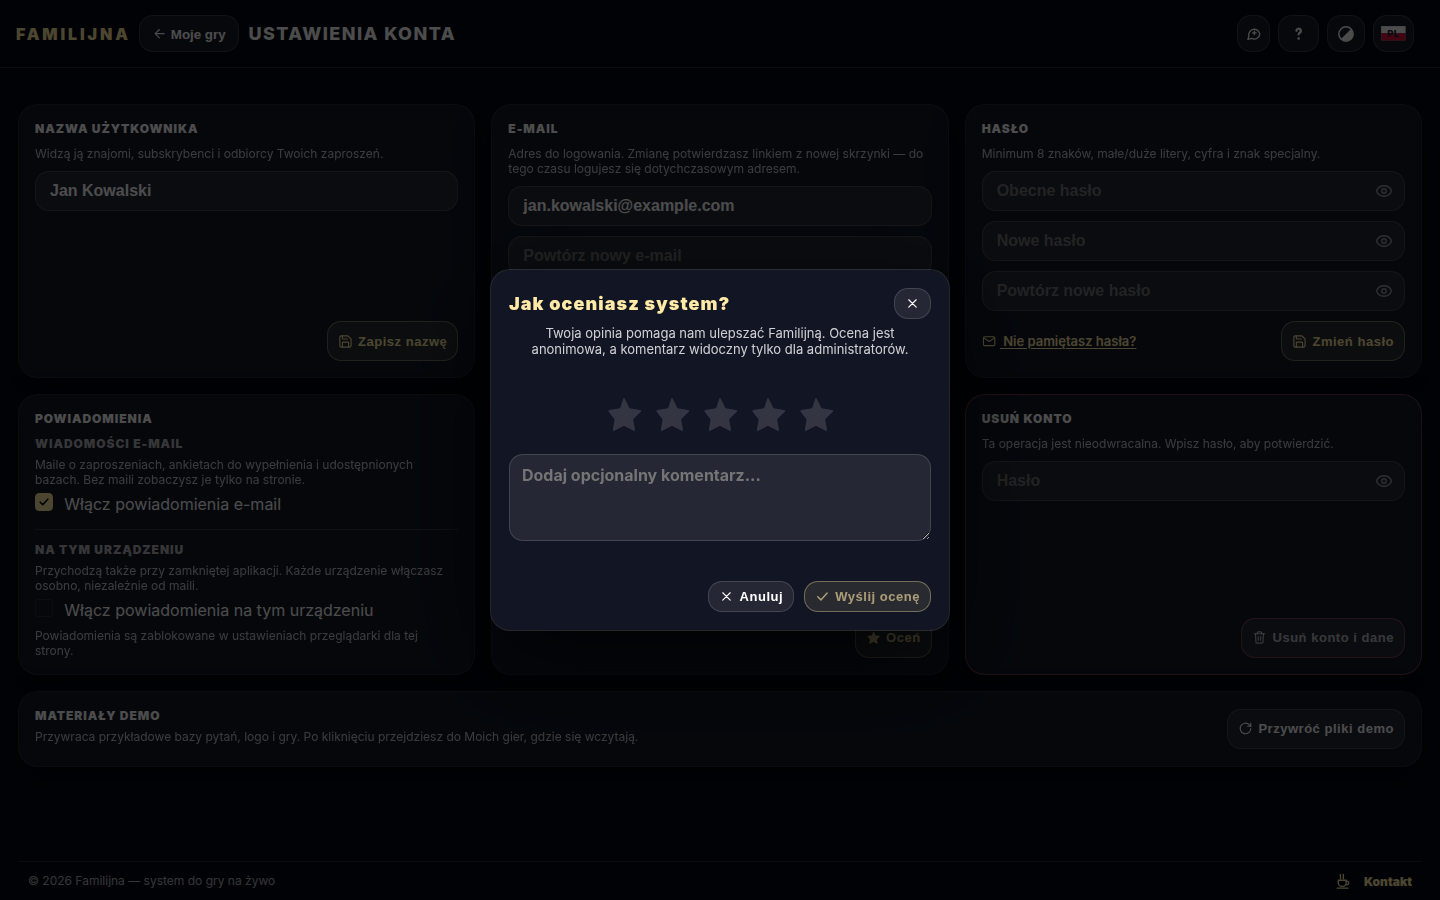 FAMILIJNA
Moje gry
USTAWIENIA KONTA
?
PL
NAZWA UŻYTKOWNIKA
Widzą ją znajomi, subskrybenci i odbiorcy Twoich zaproszeń.
Jan Kowalski
Zapisz nazwę
E-MAIL
Adres do logowania. Zmianę potwierdzasz linkiem z nowej skrzynki — do
tego czasu logujesz się dotychczasowym adresem.
jan.kowalski@example.com
Powtórz nowy e-mail
HASŁO
Minimum 8 znaków, małe/duże litery, cyfra i znak specjalny.
Obecne hasło
Nowe hasło
Powtórz nowe hasło
Nie pamiętasz hasła?
Zmień hasło
Jak oceniasz system?
Twoja opinia pomaga nam ulepszać Familijną. Ocena jest
anonimowa, a komentarz widoczny tylko dla administratorów.
Dodaj opcjonalny komentarz...
Anuluj
Wyślij ocenę
Oceń
POWIADOMIENIA
WIADOMOŚCI E-MAIL
Maile o zaproszeniach, ankietach do wypełnienia i udostępnionych
bazach. Bez maili zobaczysz je tylko na stronie.
Włącz powiadomienia e-mail
NA TYM URZĄDZENIU
Przychodzą także przy zamkniętej aplikacji. Każde urządzenie włączasz
osobno, niezależnie od maili.
Włącz powiadomienia na tym urządzeniu
Powiadomienia są zablokowane w ustawieniach przeglądarki dla tej
strony.
USUŃ KONTO
Ta operacja jest nieodwracalna. Wpisz hasło, aby potwierdzić.
Hasło
Usuń konto i dane
MATERIAŁY DEMO
Przywraca przykładowe bazy pytań, logo i gry. Po kliknięciu przejdziesz do Moich gier, gdzie się wczytają.
Przywróć pliki demo
© 2026 Familijna — system do gry na żywo
Kontakt